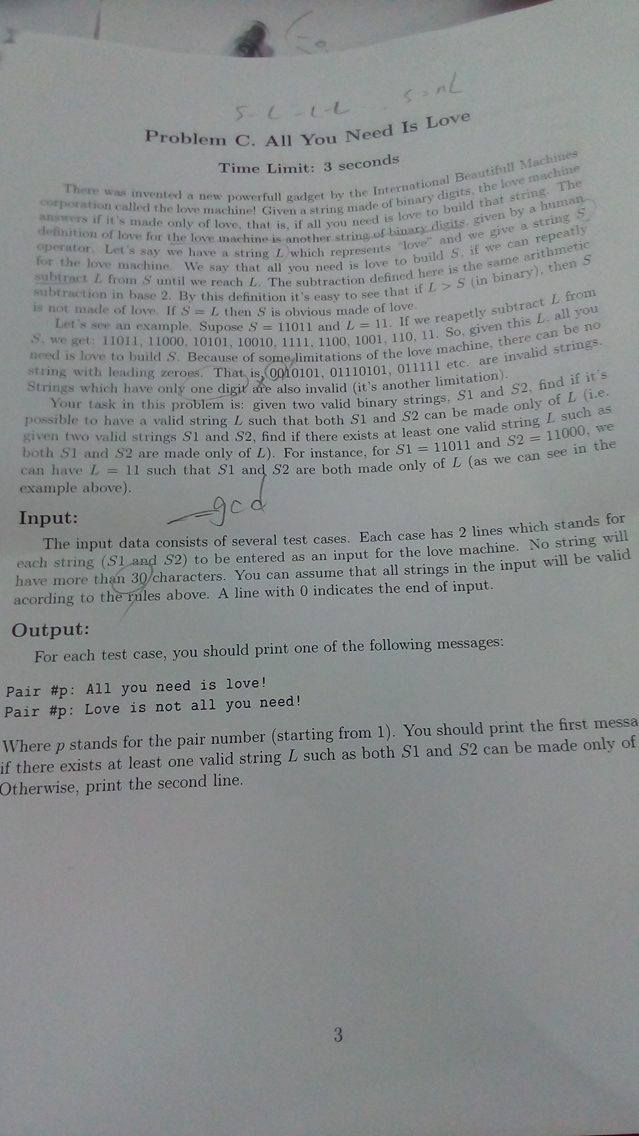 S-L-L-L... S=nL
Problem C. All You Need Is Love
Time Limit: 3 seconds
There was invented a new powerfull gadget by the International Beautifull Machines
corporation called the love machine! Given a string made of binary digits, the love machine
answers if it's made only of love, that is, if all you need is love to build that string. The
definition of love for the love machine is another string of binary digits, given by a human
operator. Let's say we have a string L which represents "love" and we give a string S
for the love machine. We say that all you need is love to build S, if we can repeatly
subtract L from S until we reach L. The subtraction defined here is the same arithmetic
subtraction in base 2. By this definition it's easy to see that if L > S (in binary), then S
is not made of love. If S = L then S is obvious made of love.
Let's see an example. Supose S = 11011 and L = 11. If we reapetly subtract L from
S, we get: 11011, 11000, 10101, 10010, 1111, 1100, 1001, 110, 11. So, given this L, all you
need is love to build S. Because of some limitations of the love machine, there can be no
string with leading zeroes. That is, 0010101, 01110101, 011111 etc. are invalid strings.
Strings which have only one digit are also invalid (it's another limitation).
Your task in this problem is: given two valid binary strings, S1 and S2, find if it's
possible to have a valid string L such that both S1 and S2 can be made only of L (i.e.
given two valid strings S1 and S2, find if there exists at least one valid string L such as
both S1 and S2 are made only of L). For instance, for S1 = 11011 and S2 = 11000, we
can have L = 11 such that S1 and S2 are both made only of L (as we can see in the
example above).
gcd
Input:
The input data consists of several test cases. Each case has 2 lines which stands for
each string (S1 and S2) to be entered as an input for the love machine. No string will
have more than 30 characters. You can assume that all strings in the input will be valid
acording to the rules above. A line with 0 indicates the end of input.
Output:
For each test case, you should print one of the following messages:
Pair #p: All you need is love!
Pair #p: Love is not all you need!
Where p stands for the pair number (starting from 1). You should print the first messa
if there exists at least one valid string L such as both S1 and S2 can be made only of
Otherwise, print the second line.
3